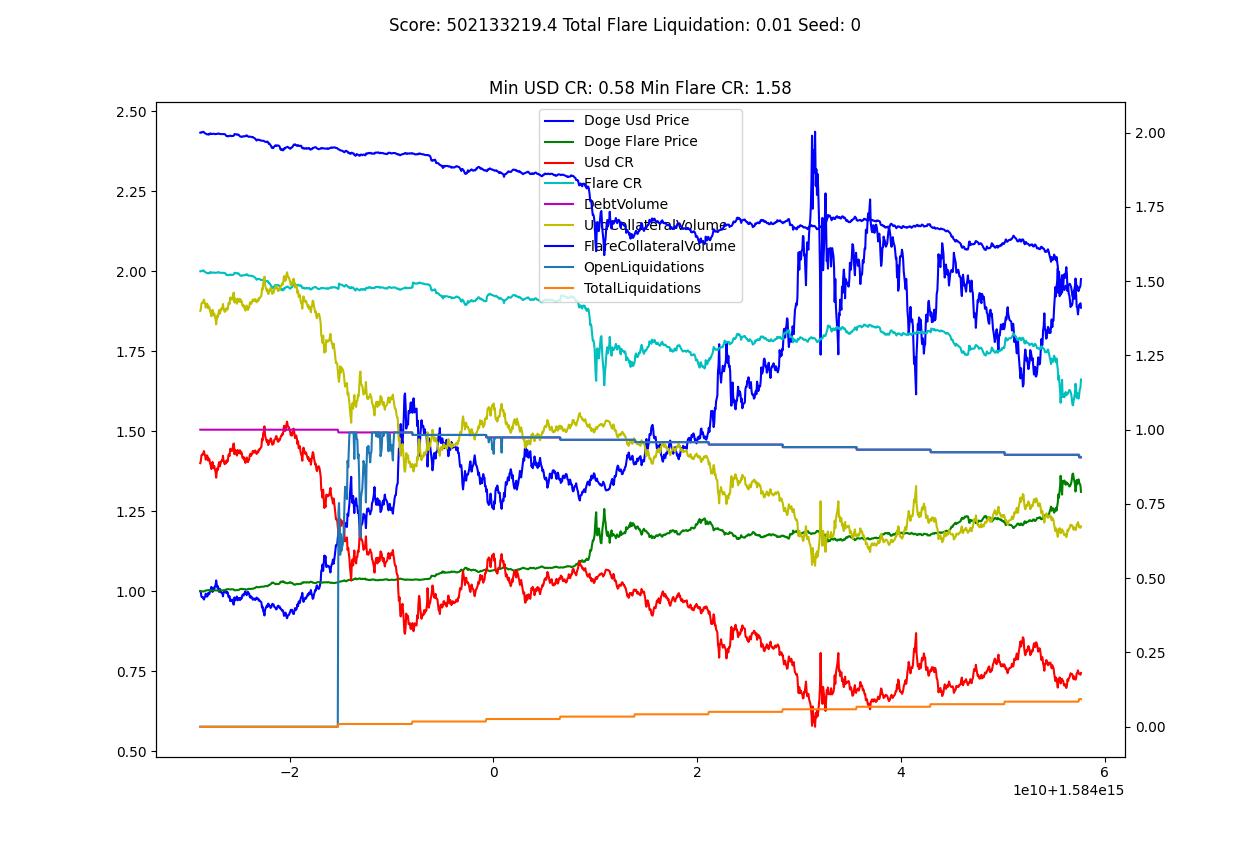 Score: 502133219.4 Total Flare Liquidation: 0.01 Seed: 0
Min USD CR: 0.58 Min Flare CR: 1.58
Doge Usd Price
Doge Flare Price
Usd CR
Flare CR
DebtVolume
UsdCollateralVolume
FlareCollateralVolume
OpenLiquidations
TotalLiquidations
2.50
2.25
2.00
1.75
1.50
1.25
1.00
0.75
0.50
2.00
1.75
1.50
1.25
1.00
0.75
0.50
0.25
0.00
−2 0 2 4 6
1e10+1.584e15